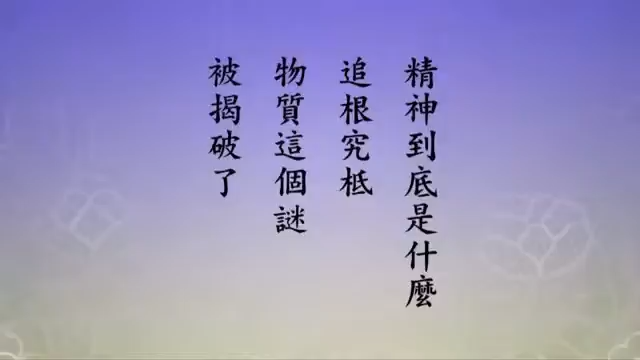 精神到底是什麼
追根究柢
物質這個謎
被揭破了